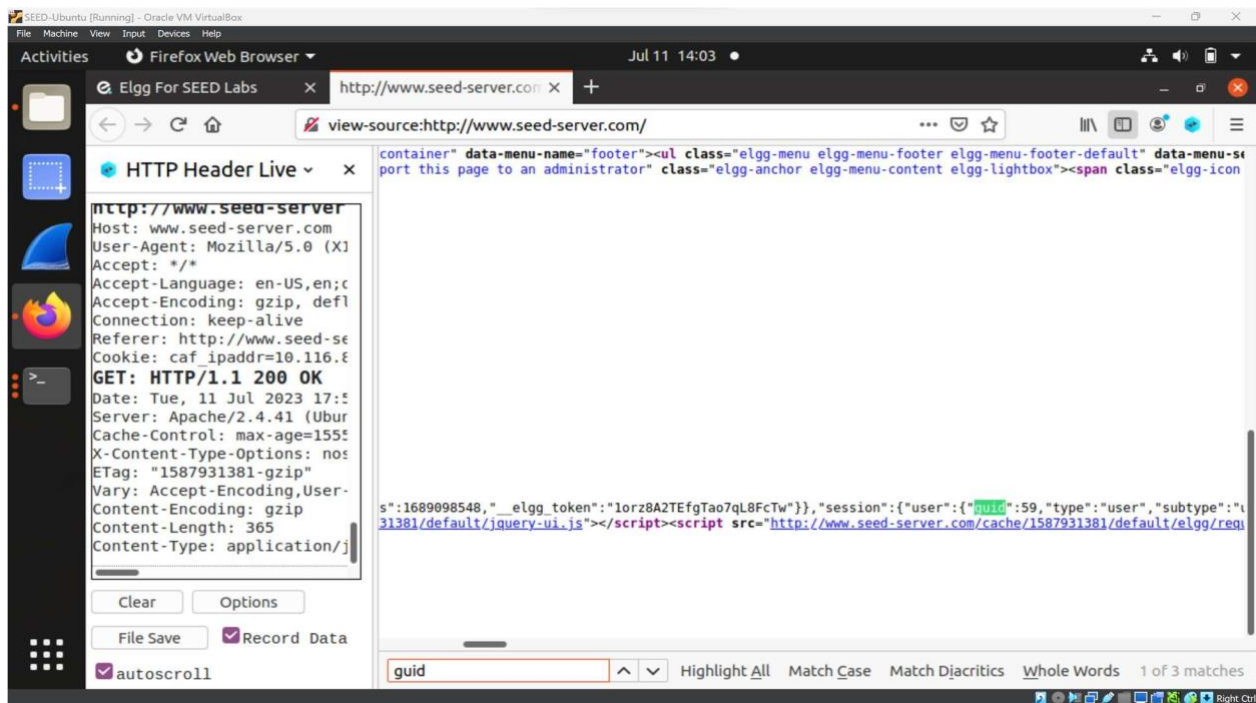 SEED-Ubuntu [Running] - Oracle VM VirtualBox
File Machine View Input Devices Help
Activities Firefox Web Browser Jul 11 14:03
Elgg For SEED Labs http://www.seed-server.com
view-source:http://www.seed-server.com/
HTTP Header Live
http://www.seed-server
Host: www.seed-server.com
User-Agent: Mozilla/5.0 (X1
Accept: */*
Accept-Language: en-US,en;q
Accept-Encoding: gzip, defl
Connection: keep-alive
Referer: http://www.seed-se
Cookie: caf_ipaddr=10.116.8
GET: HTTP/1.1 200 OK
Date: Tue, 11 Jul 2023 17:5
Server: Apache/2.4.41 (Ubun
Cache-Control: max-age=1555
X-Content-Type-Options: nos
ETag: "1587931381-gzip"
Vary: Accept-Encoding,User-
Content-Encoding: gzip
Content-Length: 365
Content-Type: application/j
Clear Options
File Save Record Data
autoscroll
container" data-menu-name="footer"><ul class="elgg-menu elgg-menu-footer elgg-menu-footer-default" data-menu-se
port this page to an administrator" class="elgg-anchor elgg-menu-content elgg-lightbox"><span class="elgg-icon
s":1689098548,"__elgg_token":"1orz8A2TEfgTao7qL8FcTw"}},"session":{"user":{"guid":59,"type":"user","subtype":"u
31381/default/jquery-ui.js"></script><script src="http://www.seed-server.com/cache/1587931381/default/elgg/requ
guid Highlight All Match Case Match Diacritics Whole Words 1 of 3 matches
Right Ctrl